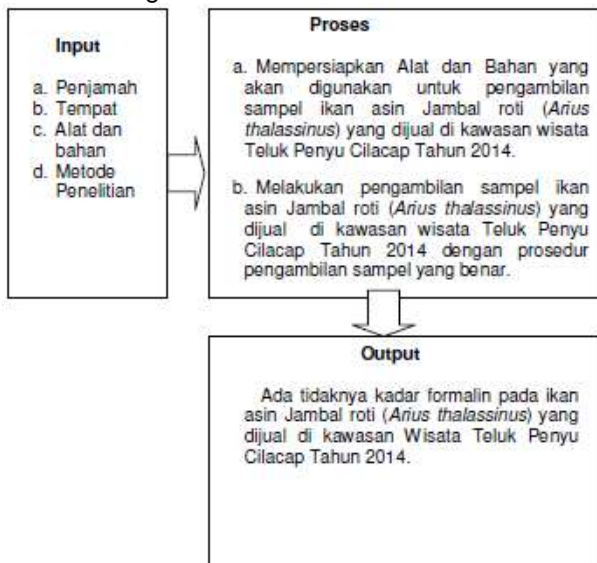 Input
a. Penjamah
b. Tempat
c. Alat dan
bahan
d. Metode
Penelitian
Proses
a. Mempersiapkan Alat dan Bahan yang
akan digunakan untuk pengambilan
sampel ikan asin Jambal roti (Arius
thalassinus) yang dijual di kawasan wisata
Teluk Penyu Cilacap Tahun 2014.
b. Melakukan pengambilan sampel ikan
asin Jambal roti (Arius thalassinus) yang
dijual di kawasan wisata Teluk Penyu
Cilacap Tahun 2014 dengan prosedur
pengambilan sampel yang benar.
Output
Ada tidaknya kadar formalin pada ikan
asin Jambal roti (Arius thalassinus) yang
dijual di kawasan Wisata Teluk Penyu
Cilacap Tahun 2014.